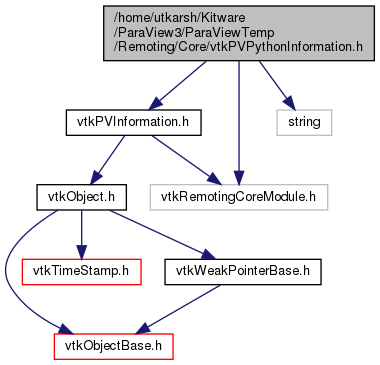 /home/utkarsh/Kitware
/ParaView3/ParaViewTemp
/Remoting/Core/vtkPVPythonInformation.h
vtkPVInformation.h
string
vtkObject.h
vtkRemotingCoreModule.h
vtkTimeStamp.h
vtkWeakPointerBase.h
vtkObjectBase.h